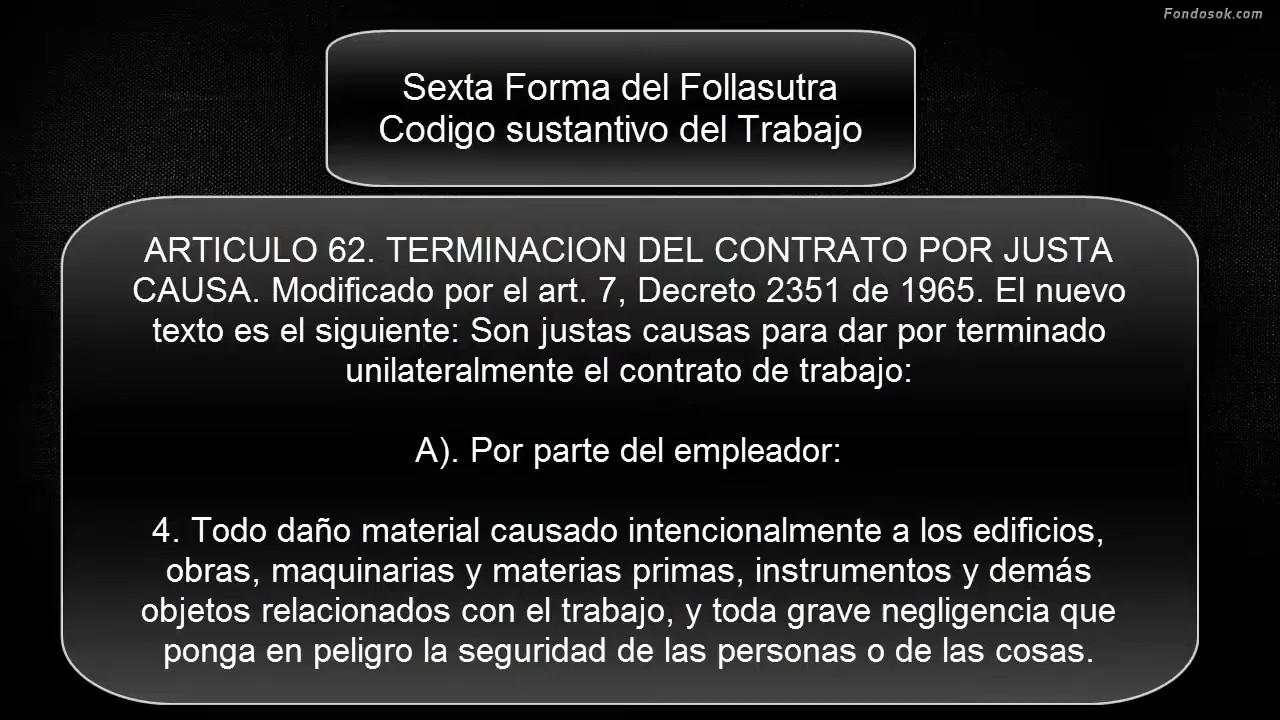 Fondosok.com
Sexta Forma del Follasutra
Codigo sustantivo del Trabajo
ARTICULO 62. TERMINACION DEL CONTRATO POR JUSTA
CAUSA. Modificado por el art. 7, Decreto 2351 de 1965. El nuevo
texto es el siguiente: Son justas causas para dar por terminado
unilateralmente el contrato de trabajo:
A). Por parte del empleador:
4. Todo daño material causado intencionalmente a los edificios,
obras, maquinarias y materias primas, instrumentos y demás
objetos relacionados con el trabajo, y toda grave negligencia que
ponga en peligro la seguridad de las personas o de las cosas.